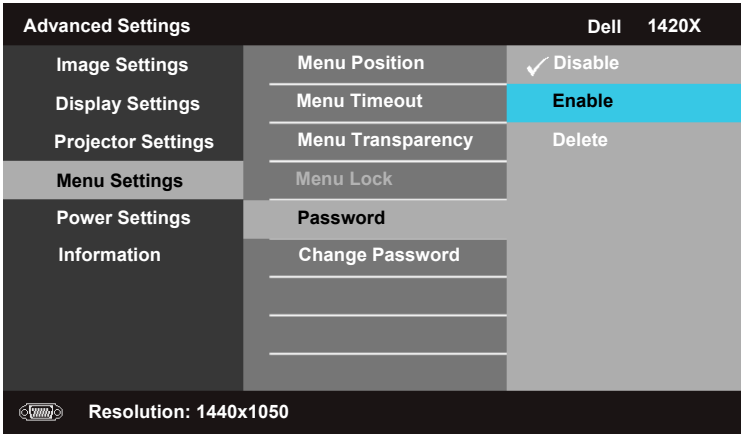 Advanced Settings Dell 1420X
Image Settings Menu Position ✓ Disable
Display Settings Menu Timeout Enable
Projector Settings Menu Transparency Delete
Menu Settings Menu Lock
Power Settings Password
Information Change Password
Resolution: 1440x1050